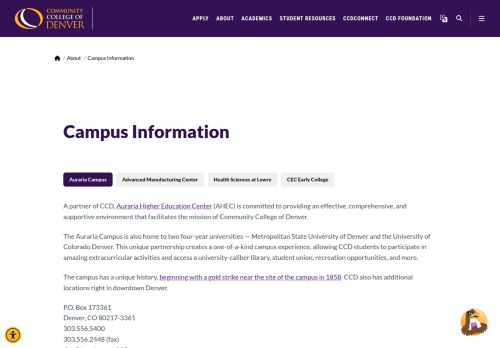 COMMUNITY
COLLEGE OF
DENVER
APPLY ABOUT ACADEMICS STUDENT RESOURCES CCDCONNECT CCD FOUNDATION
/ About / Campus Information
Campus Information
Auraria Campus Advanced Manufacturing Center Health Sciences at Lowry CEC Early College
A partner of CCD, Auraria Higher Education Center (AHEC) is committed to providing an effective, comprehensive, and
supportive environment that facilitates the mission of Community College of Denver.
The Auraria Campus is also home to two four-year universities — Metropolitan State University of Denver and the University of
Colorado Denver. This unique partnership creates a one-of-a-kind campus experience, allowing CCD students to participate in
amazing extracurricular activities and access a university-caliber library, student union, recreation opportunities, and more.
The campus has a unique history, beginning with a gold strike near the site of the campus in 1858. CCD also has additional
locations right in downtown Denver.
P.O. Box 173361
Denver, CO 80217-3361
303.556.5400
303.556.2448 (fax)